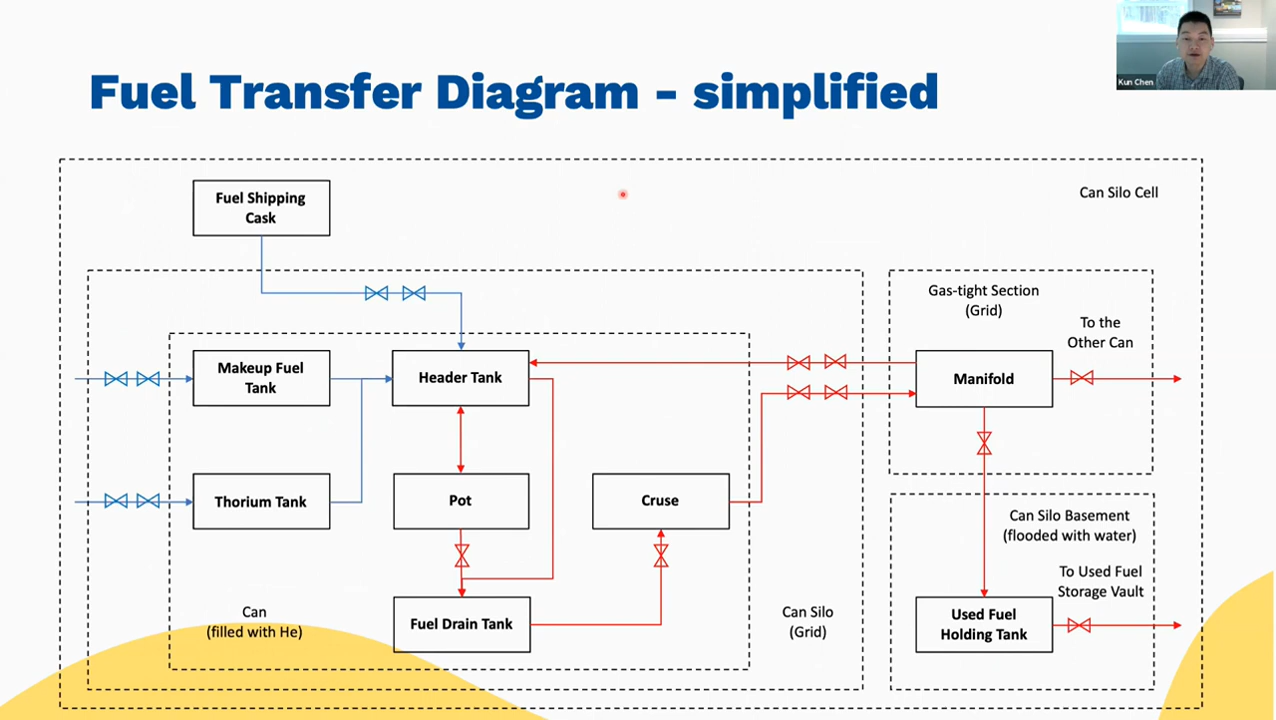 Kun Chen
Fuel Transfer Diagram - simplified
Can Silo Cell
Fuel Shipping
Cask
Gas-tight Section
(Grid)
To the
Other Can
Makeup Fuel
Tank
Header Tank
Manifold
Thorium Tank
Pot
Cruse
Can Silo Basement
(flooded with water)
To Used Fuel
Storage Vault
Can
(filled with He)
Fuel Drain Tank
Can Silo
(Grid)
Used Fuel
Holding Tank